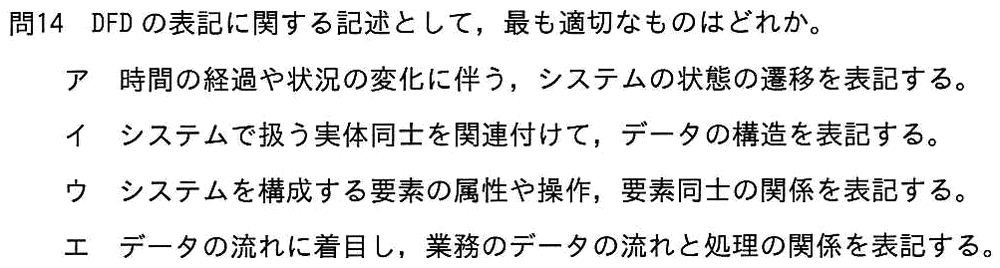 問14 DFD の表記に関する記述として，最も適切なものはどれか。
ア 時間の経過や状況の変化に伴う，システムの状態の遷移を表記する。
イ システムで扱う実体同士を関連付けて，データの構造を表記する。
ウ システムを構成する要素の属性や操作，要素同士の関係を表記する。
エ データの流れに着目し，業務のデータの流れと処理の関係を表記する。